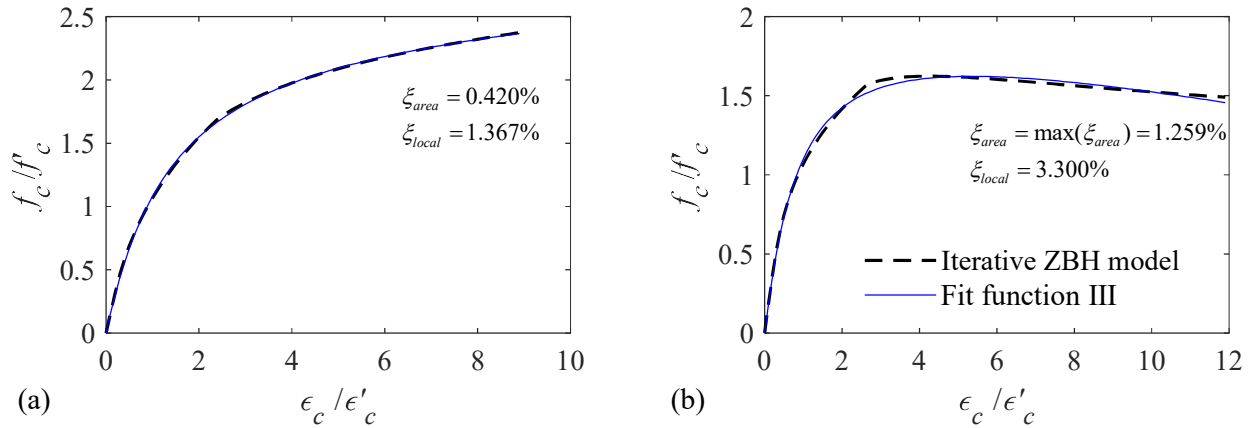 2.5
2
1.5
1
0.5
0
f_c/f'_c
ξ_area = 0.420%
ξ_local = 1.367%
0 2 4 6 8 10
(a)
ϵ_c/ϵ'_c
2
1.5
1
0.5
0
f_c/f'_c
ξ_area = max(ξ_area) = 1.259%
ξ_local = 3.300%
Iterative ZBH model
Fit function III
0 2 4 6 8 10 12
(b)
ϵ_c/ϵ'_c